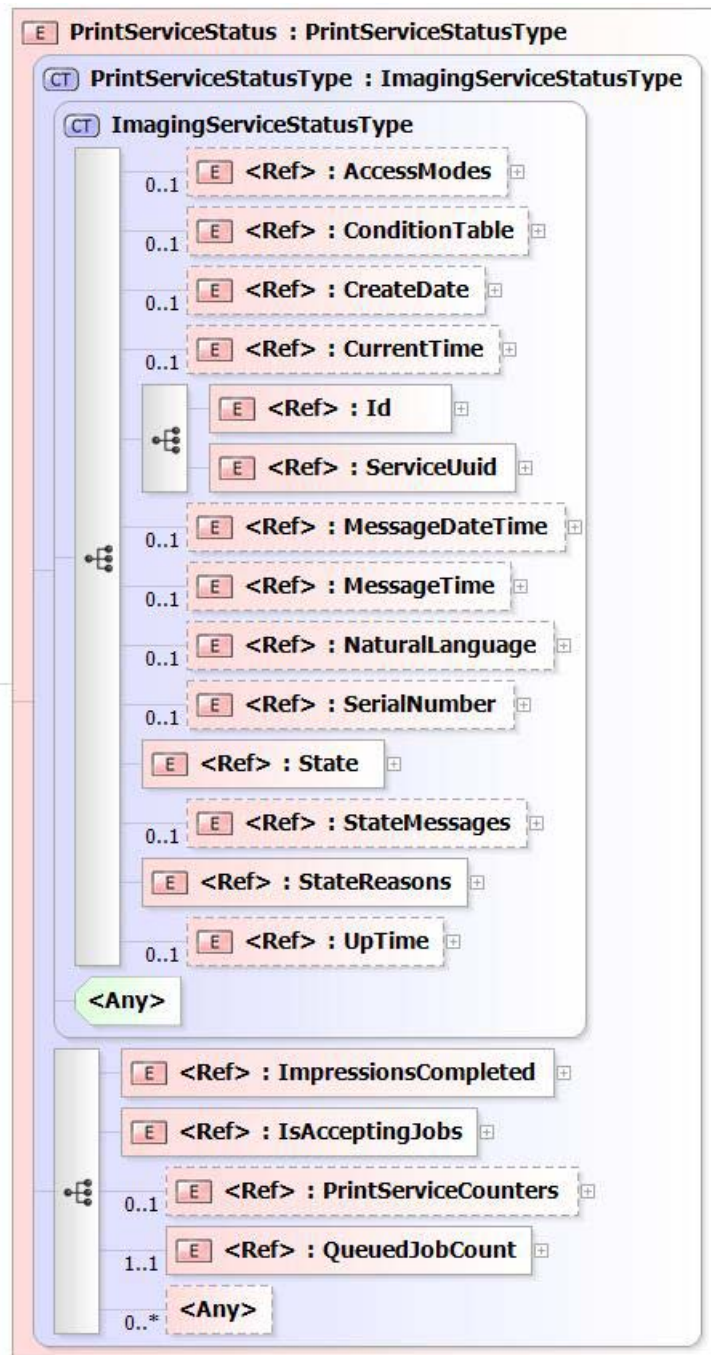 E PrintServiceStatus : PrintServiceStatusType
CT PrintServiceStatusType : ImagingServiceStatusType
CT ImagingServiceStatusType
0..1 E <Ref> : AccessModes
0..1 E <Ref> : ConditionTable
0..1 E <Ref> : CreateDate
0..1 E <Ref> : CurrentTime
E <Ref> : Id
E <Ref> : ServiceUuid
0..1 E <Ref> : MessageDateTime
0..1 E <Ref> : MessageTime
0..1 E <Ref> : NaturalLanguage
0..1 E <Ref> : SerialNumber
E <Ref> : State
0..1 E <Ref> : StateMessages
E <Ref> : StateReasons
0..1 E <Ref> : UpTime
<Any>
E <Ref> : ImpressionsCompleted
E <Ref> : IsAcceptingJobs
0..1 E <Ref> : PrintServiceCounters
1..1 E <Ref> : QueuedJobCount
0..* <Any>